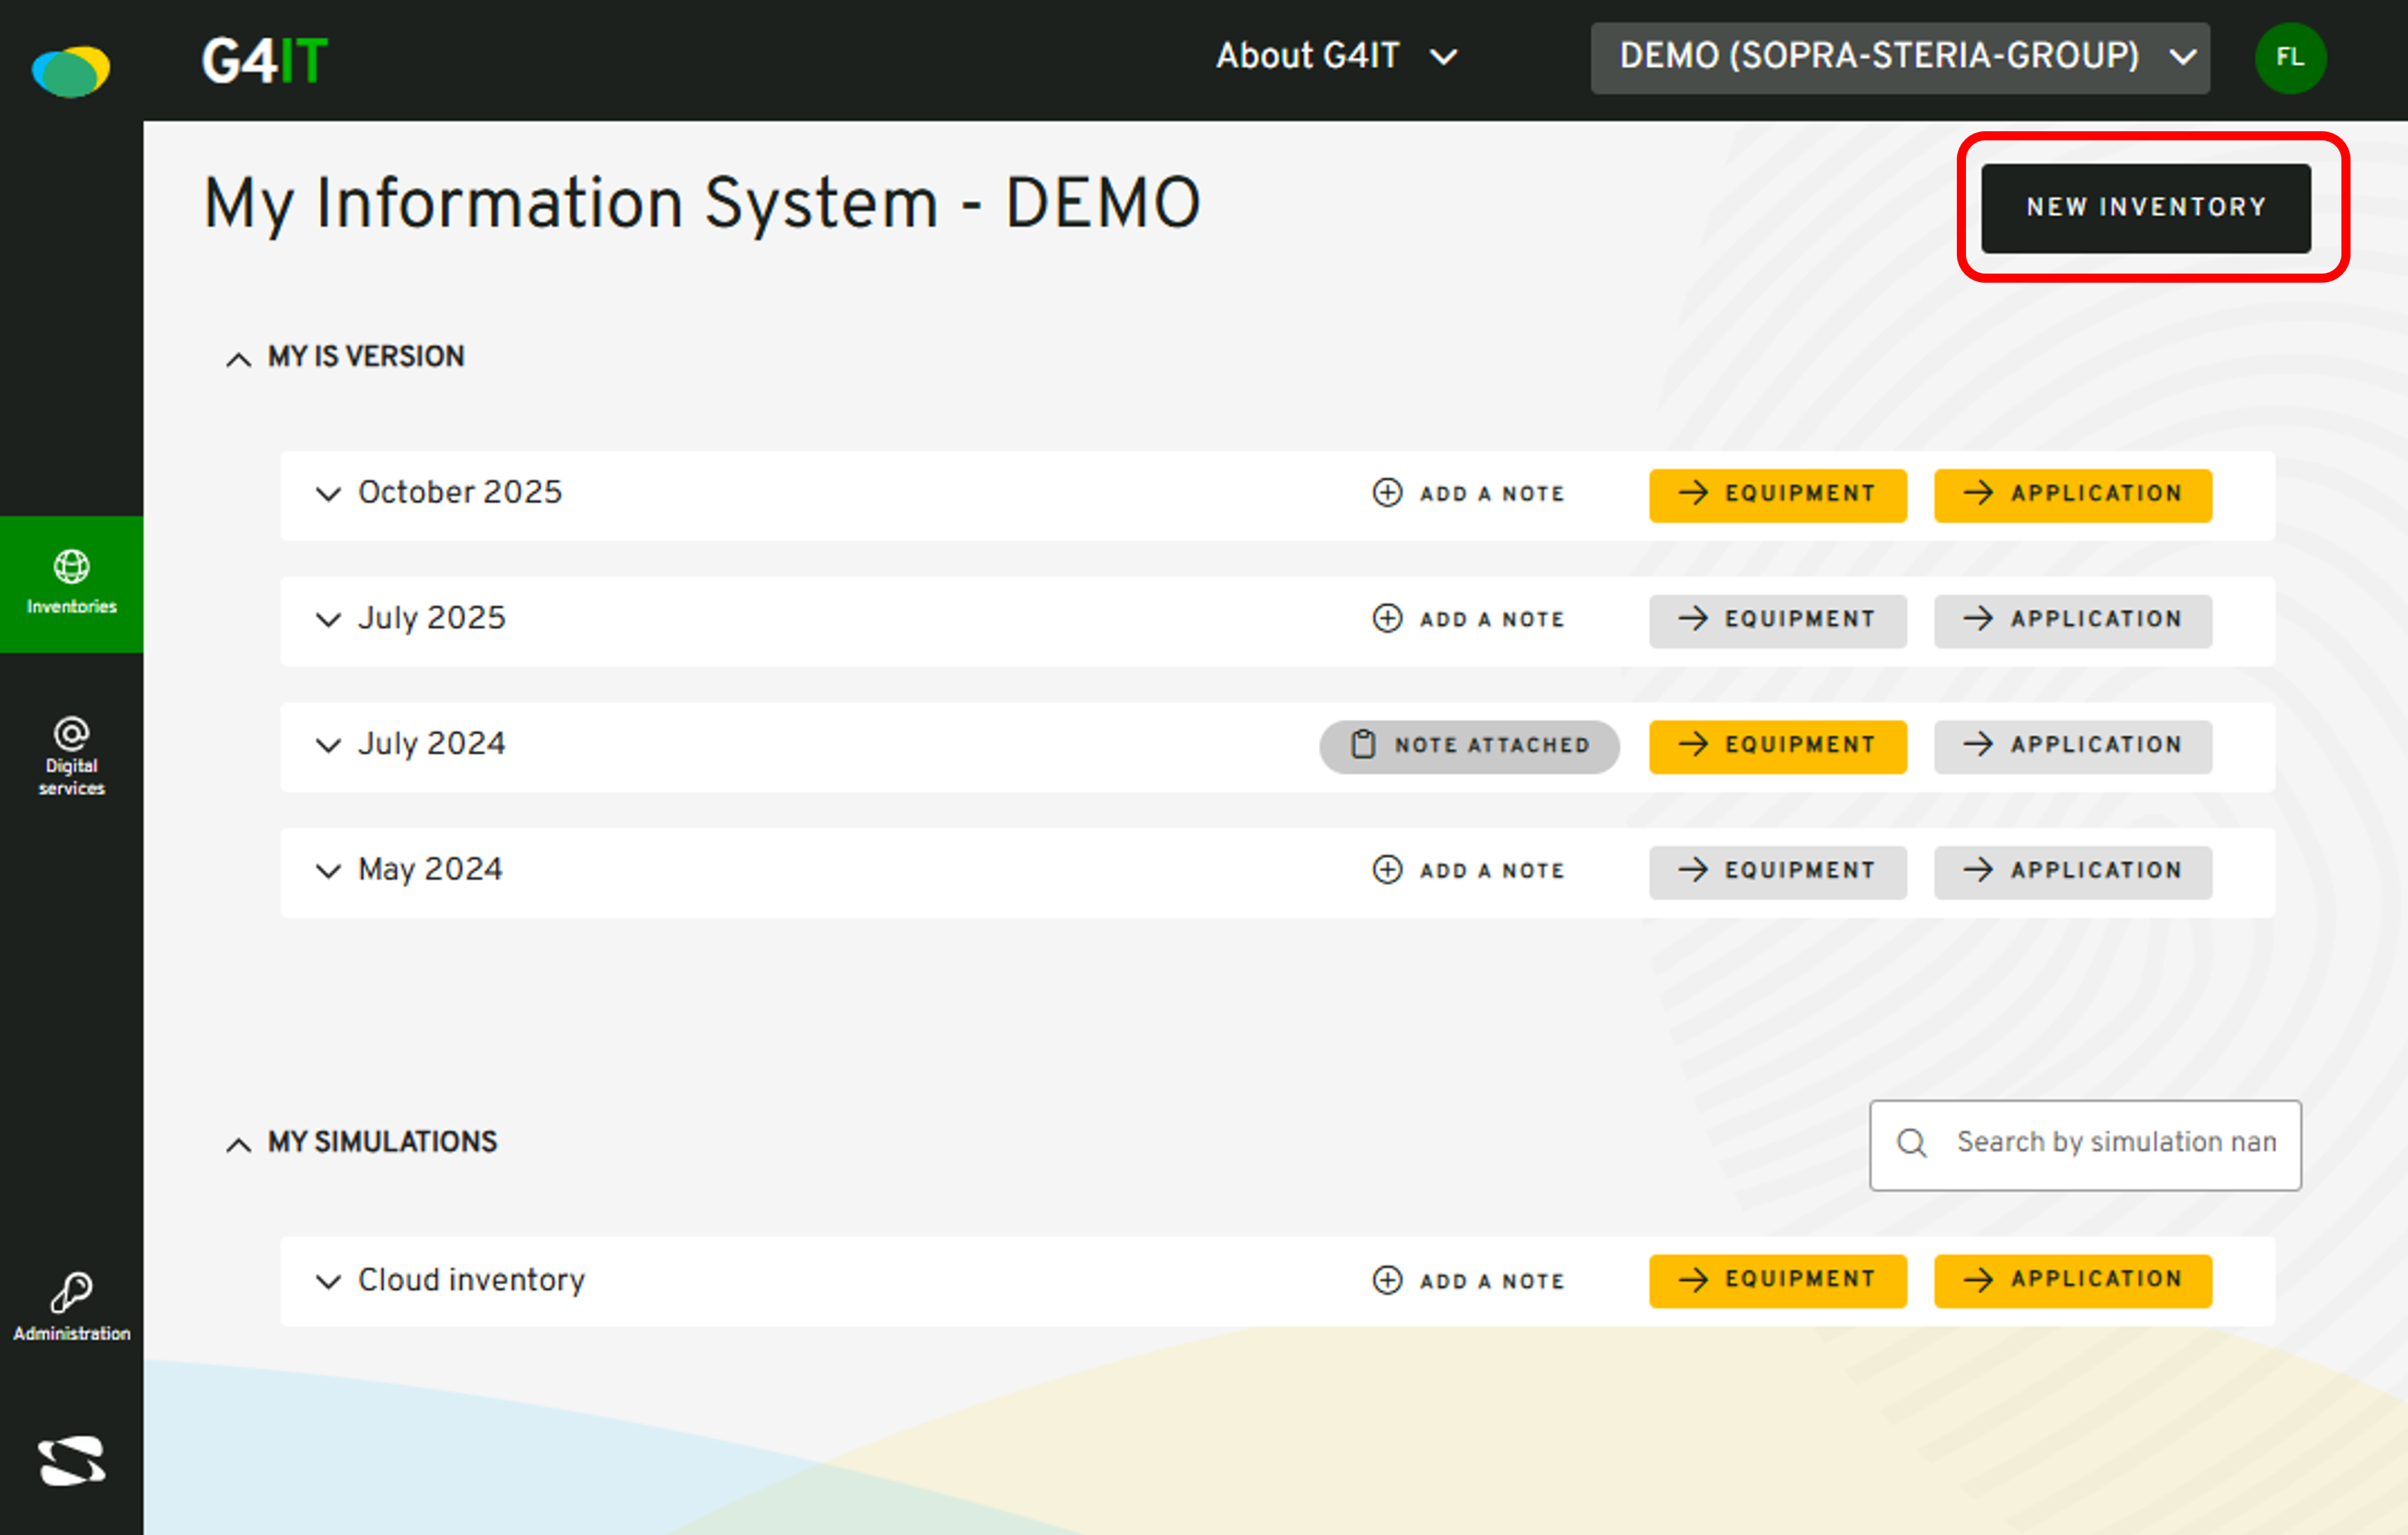 G4IT
About G4IT
DEMO (SOPRA-STERIA-GROUP)
FL
My Information System - DEMO
NEW INVENTORY
MY IS VERSION
October 2025
ADD A NOTE
EQUIPMENT
APPLICATION
July 2025
ADD A NOTE
EQUIPMENT
APPLICATION
July 2024
NOTE ATTACHED
EQUIPMENT
APPLICATION
May 2024
ADD A NOTE
EQUIPMENT
APPLICATION
Inventories
Digital
services
Administration
MY SIMULATIONS
Search by simulation nan
Cloud inventory
ADD A NOTE
EQUIPMENT
APPLICATION